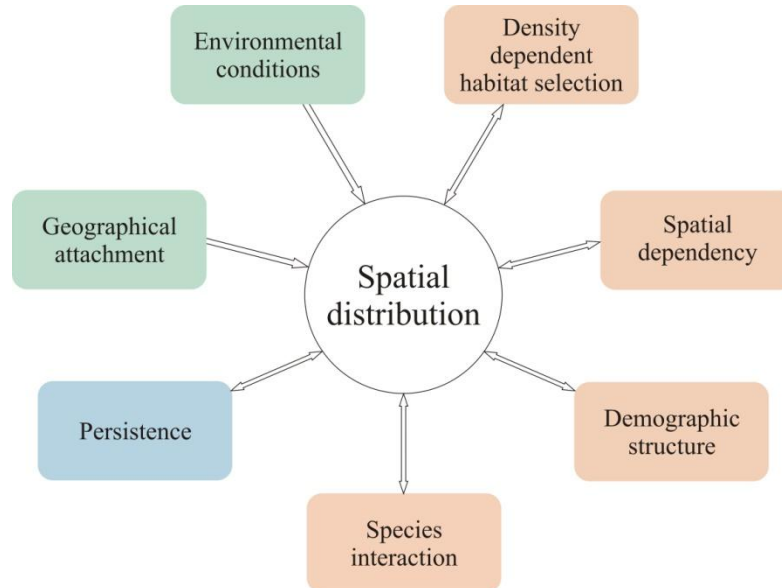 Environmental
conditions
Density
dependent
habitat selection
Geographical
attachment
Spatial
dependency
Spatial
distribution
Persistence
Demographic
structure
Species
interaction